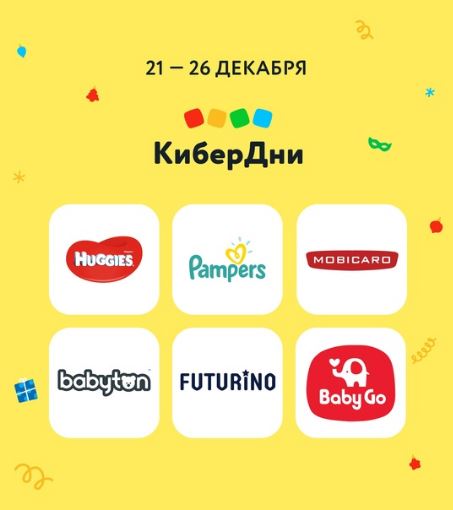 21 — 26 ДЕКАБРЯ
КиберДни
HUGGIES
Pampers
MOBICARO
babyton
FUTURINO
Baby Go